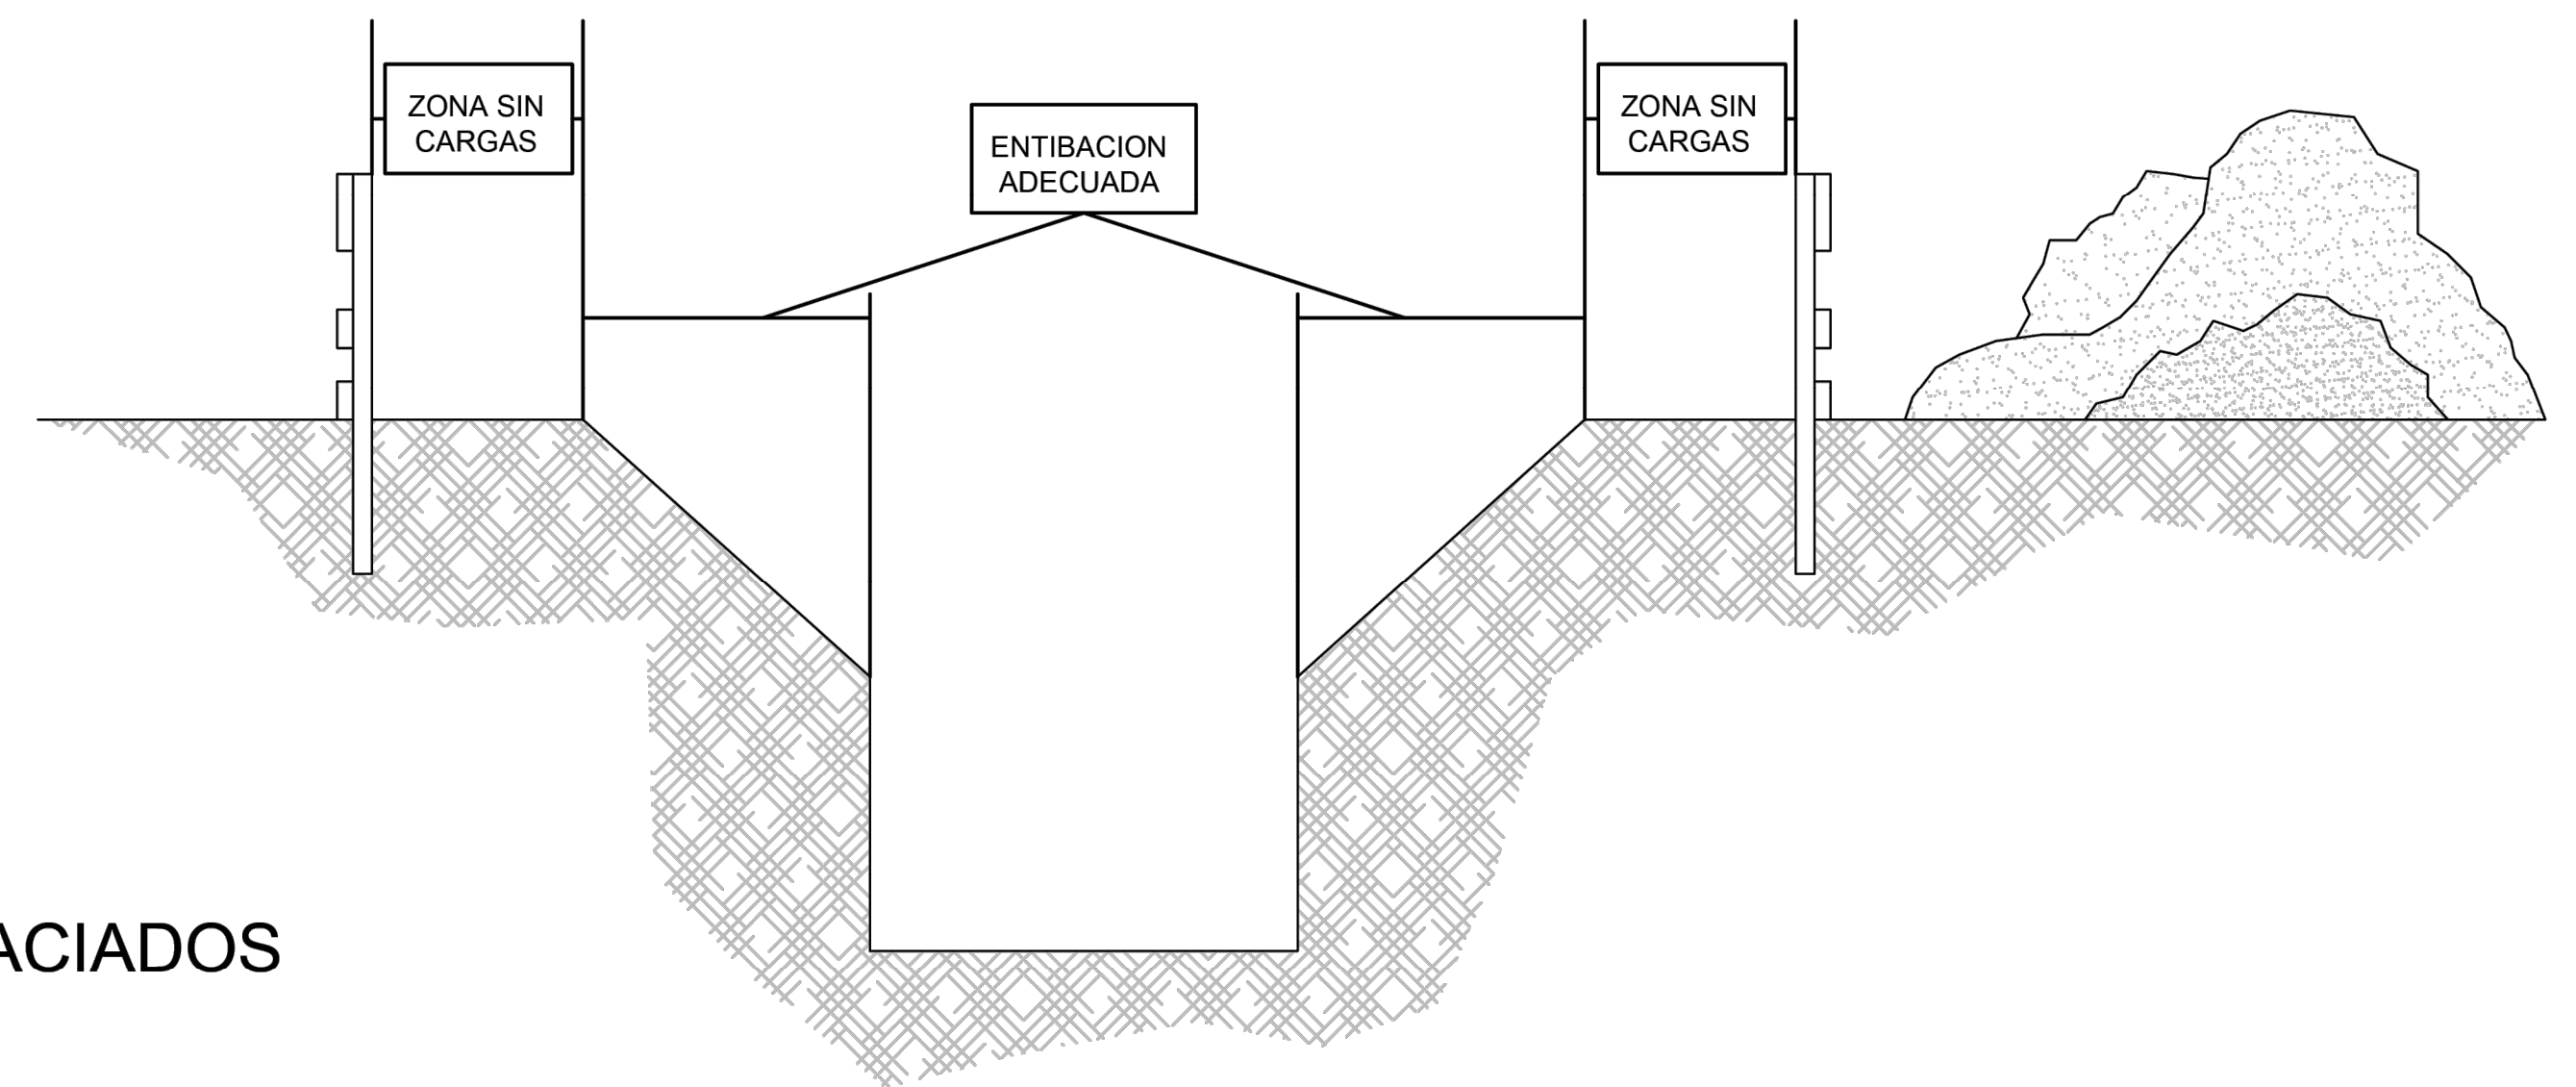 ZONA SIN
CARGAS
ENTIBACION
ADECUADA
ZONA SIN
CARGAS
ACIADOS